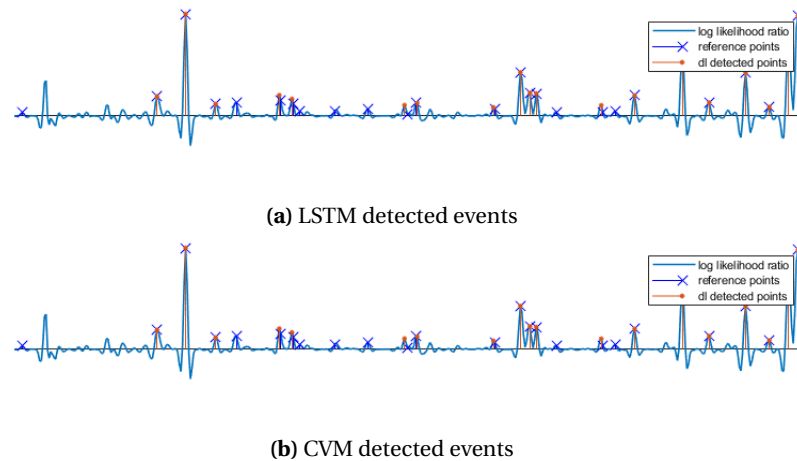 log likelihood ratio
reference points
dl detected points
(a) LSTM detected events
log likelihood ratio
reference points
dl detected points
(b) CVM detected events